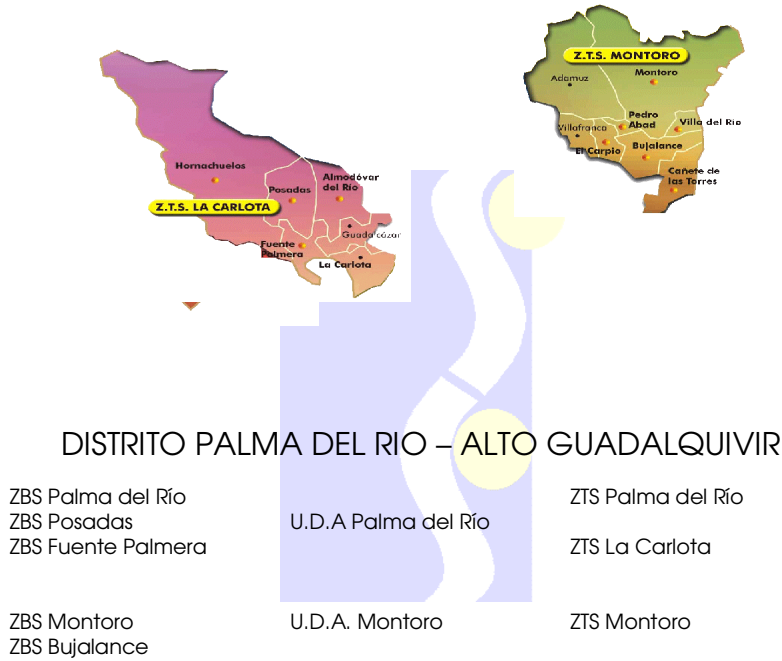 Z.T.S. MONTORO
Adamuz
Montoro
Pedro
Abad
Villa del Río
Villafranca
El Carpio
Bujalance
Cañete de
las Torres
Hornachuelos
Posadas
Almodóvar
del Río
Z.T.S. LA CARLOTA
Guadalcózar
Fuente
Palmera
La Carlota
DISTRITO PALMA DEL RIO – ALTO GUADALQUIVIR
ZBS Palma del Río ZTS Palma del Río
ZBS Posadas U.D.A Palma del Río
ZBS Fuente Palmera ZTS La Carlota
ZBS Montoro U.D.A. Montoro ZTS Montoro
ZBS Bujalance